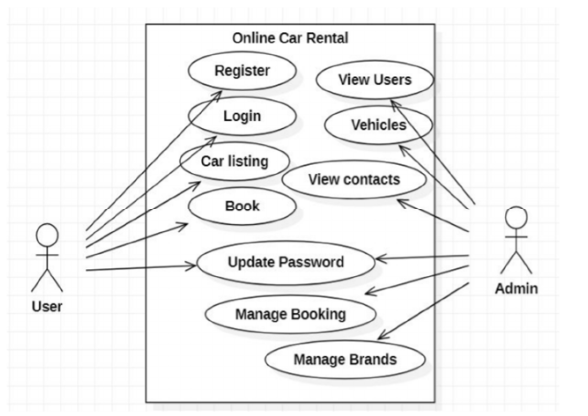 Online Car Rental
Register
View Users
Login
Vehicles
Car listing
View contacts
Book
Update Password
User
Admin
Manage Booking
Manage Brands